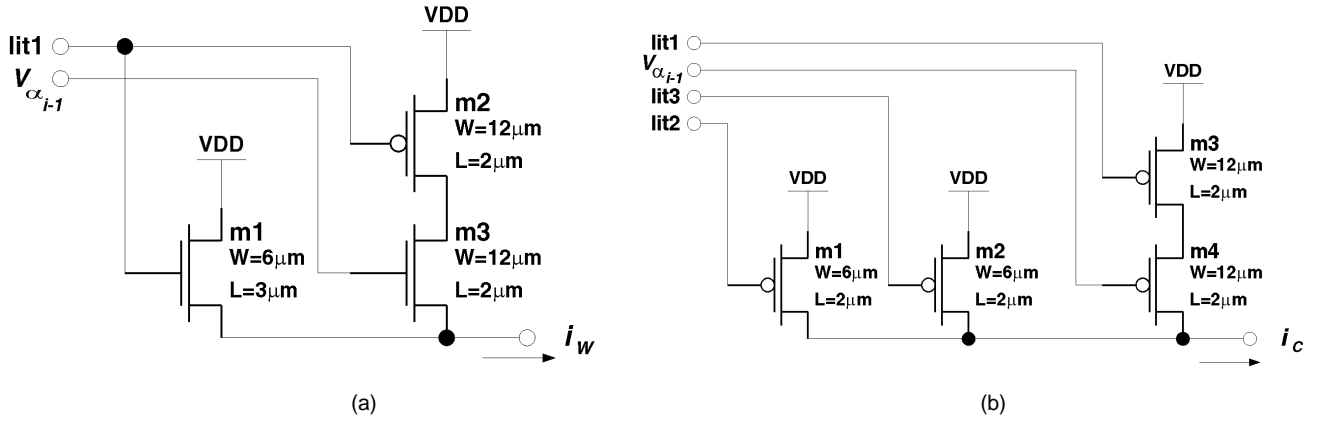 VDD
lit1
Vαi-1
m2
W=12μm
L=2μm
VDD
m1
W=6μm
L=3μm
m3
W=12μm
L=2μm
iW
(a)
lit1
Vαi-1
lit3
lit2
VDD
m3
W=12μm
L=2μm
VDD
VDD
m1
W=6μm
L=2μm
m2
W=6μm
L=2μm
m4
W=12μm
L=2μm
iC
(b)